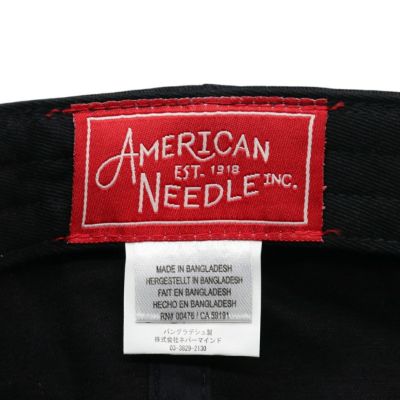 AMERICAN
EST. 1918
NEEDLE INC.
MADE IN BANGLADESH
HERGESTELLT IN BANGLADESH
FAIT EN BANGLADESH
HECHO EN BANGLADESH
RN# 00476 / CA 59191
バングラデシュ製
株式会社ネバーマインド
03-3829-2130